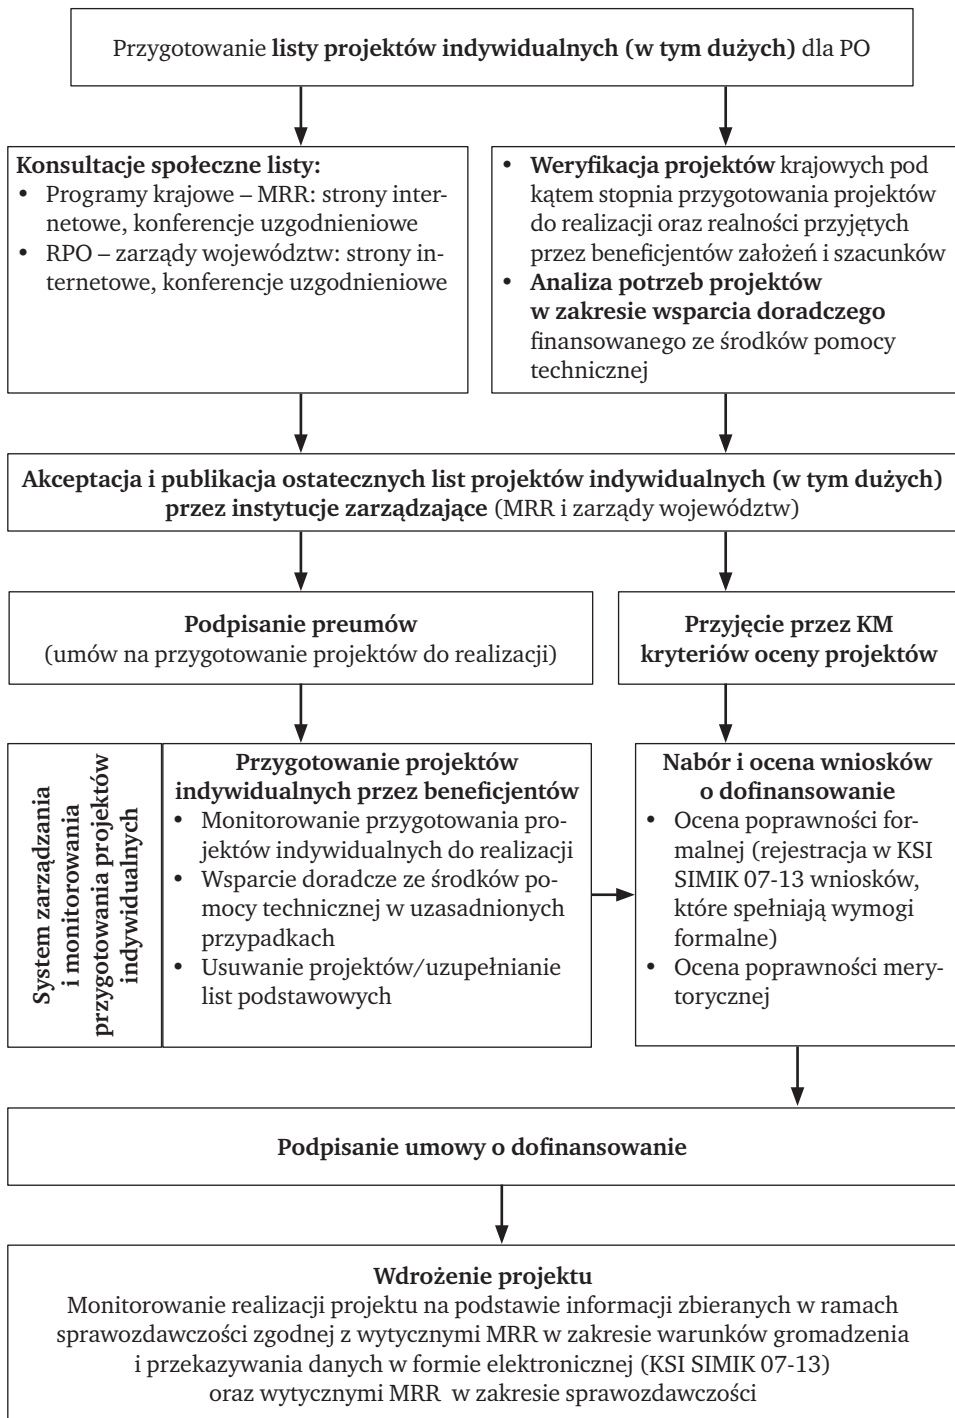 Przygotowanie listy projektów indywidualnych (w tym dużych) dla PO
Konsultacje społeczne listy:
• Programy krajowe – MRR: strony inter-
netowe, konferencje uzgodnieniowe
• RPO – zarządy województw: strony in-
ternetowe, konferencje uzgodnieniowe
• Weryfikacja projektów krajowych pod
kątem stopnia przygotowania projektów
do realizacji oraz realności przyjętych
przez beneficjentów założeń i szacunków
• Analiza potrzeb projektów
w zakresie wsparcia doradczego
finansowanego ze środków pomocy
technicznej
Akceptacja i publikacja ostatecznych list projektów indywidualnych (w tym dużych)
przez instytucje zarządzające (MRR i zarządy województw)
Podpisanie preumów
(umów na przygotowanie projektów do realizacji)
Przyjęcie przez KM
kryteriów oceny projektów
System zarządzania
i monitorowania
przygotowania projektów
indywidualnych
Przygotowanie projektów
indywidualnych przez beneficjentów
• Monitorowanie przygotowania pro-
jektów indywidualnych do realizacji
• Wsparcie doradcze ze środków po-
mocy technicznej w uzasadnionych
przypadkach
• Usuwanie projektów/uzupełnianie
list podstawowych
Nabór i ocena wniosków
o dofinansowanie
• Ocena poprawności for-
malnej (rejestracja w KSI
SIMIK 07-13 wniosków,
które spełniają wymogi
formalne)
• Ocena poprawności mery-
torycznej
Podpisanie umowy o dofinansowanie
Wdrożenie projektu
Monitorowanie realizacji projektu na podstawie informacji zbieranych w ramach
sprawozdawczości zgodnej z wytycznymi MRR w zakresie warunków gromadzenia
i przekazywania danych w formie elektronicznej (KSI SIMIK 07-13)
oraz wytycznymi MRR w zakresie sprawozdawczości